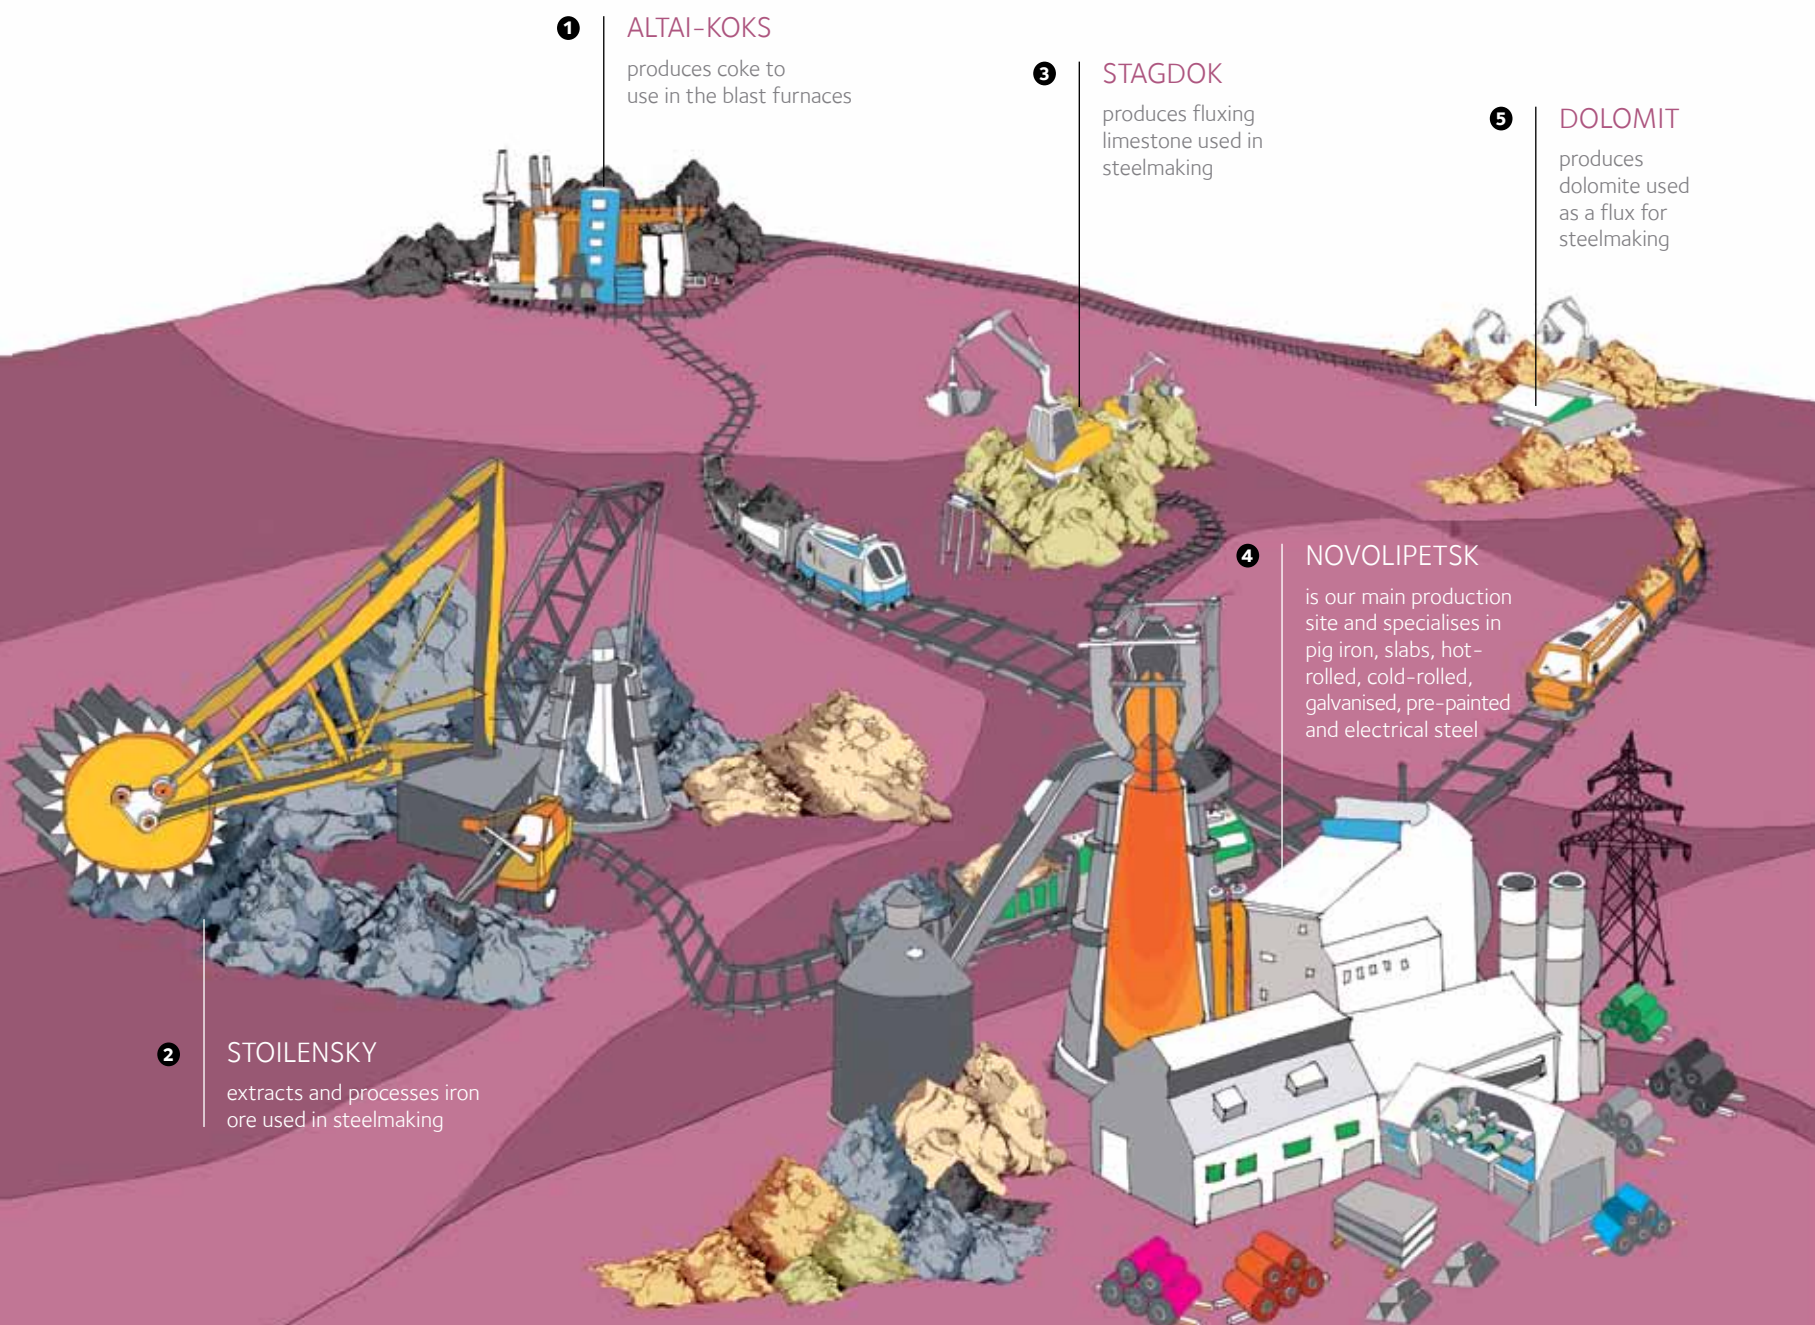 1
ALTAI-KOKS
produces coke to
use in the blast furnaces
3
STAGDOK
produces fluxing
limestone used in
steelmaking
5
DOLOMIT
produces
dolomite used
as a flux for
steelmaking
4
NOVOLIPETSK
is our main production
site and specialises in
pig iron, slabs, hot-
rolled, cold-rolled,
galvanised, pre-painted
and electrical steel
2
STOILENSKY
extracts and processes iron
ore used in steelmaking